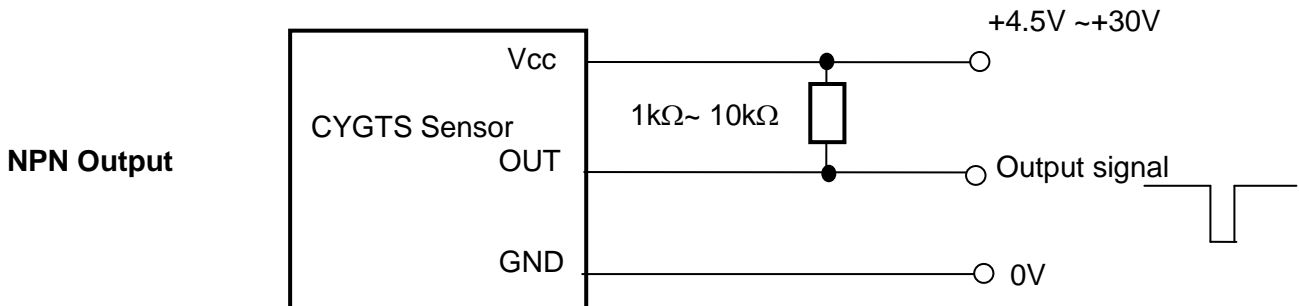 +4.5V ~+30V
Vcc
1kΩ~ 10kΩ
CYGTS Sensor
NPN Output
OUT
Output signal
GND
0V